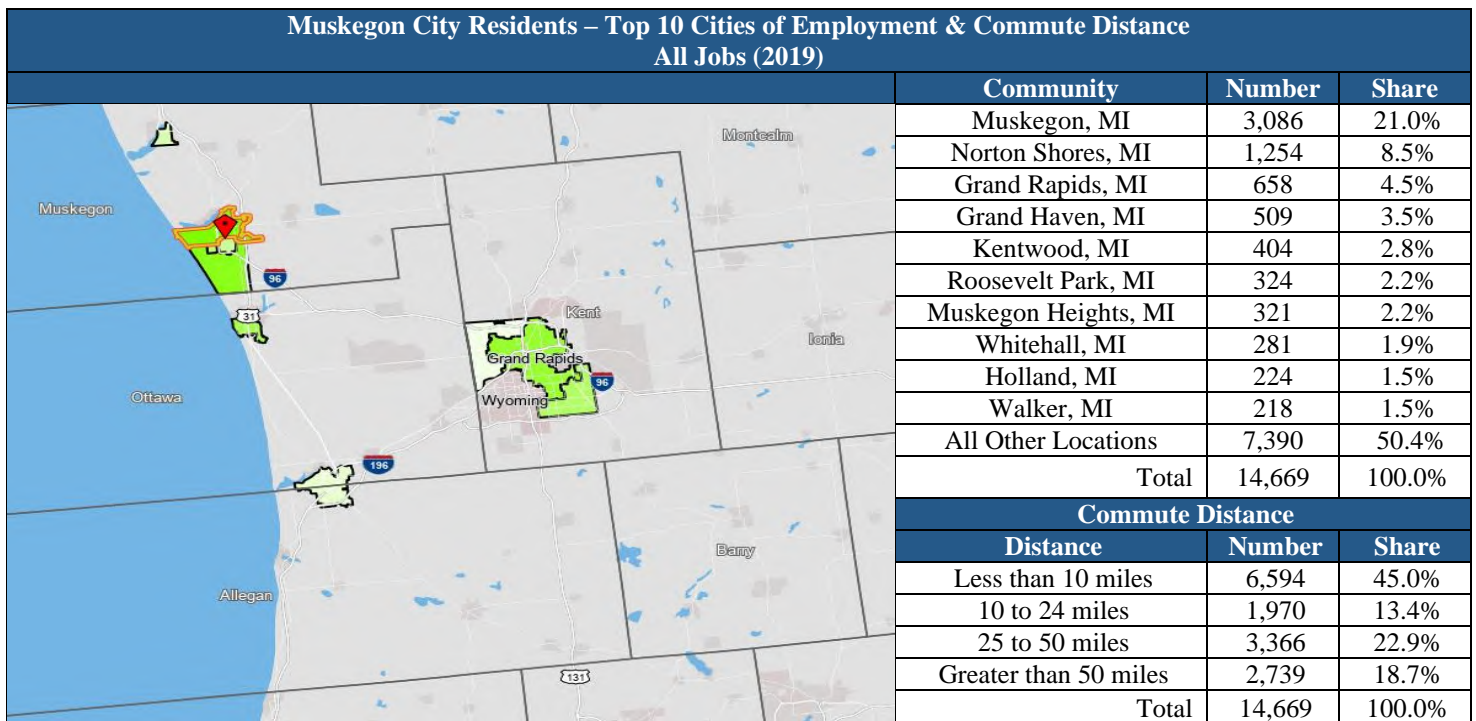 Muskegon City Residents – Top 10 Cities of Employment & Commute Distance
All Jobs (2019)
Community Number Share
Muskegon, MI 3,086 21.0%
Norton Shores, MI 1,254 8.5%
Grand Rapids, MI 658 4.5%
Grand Haven, MI 509 3.5%
Kentwood, MI 404 2.8%
Roosevelt Park, MI 324 2.2%
Muskegon Heights, MI 321 2.2%
Whitehall, MI 281 1.9%
Holland, MI 224 1.5%
Walker, MI 218 1.5%
All Other Locations 7,390 50.4%
Total 14,669 100.0%
Commute Distance
Distance Number Share
Less than 10 miles 6,594 45.0%
10 to 24 miles 1,970 13.4%
25 to 50 miles 3,366 22.9%
Greater than 50 miles 2,739 18.7%
Total 14,669 100.0%
Montcalm
Muskegon
96
31
Kent
Ionia
Grand Rapids
96
Ottawa
Wyoming
196
Barry
Allegan
131